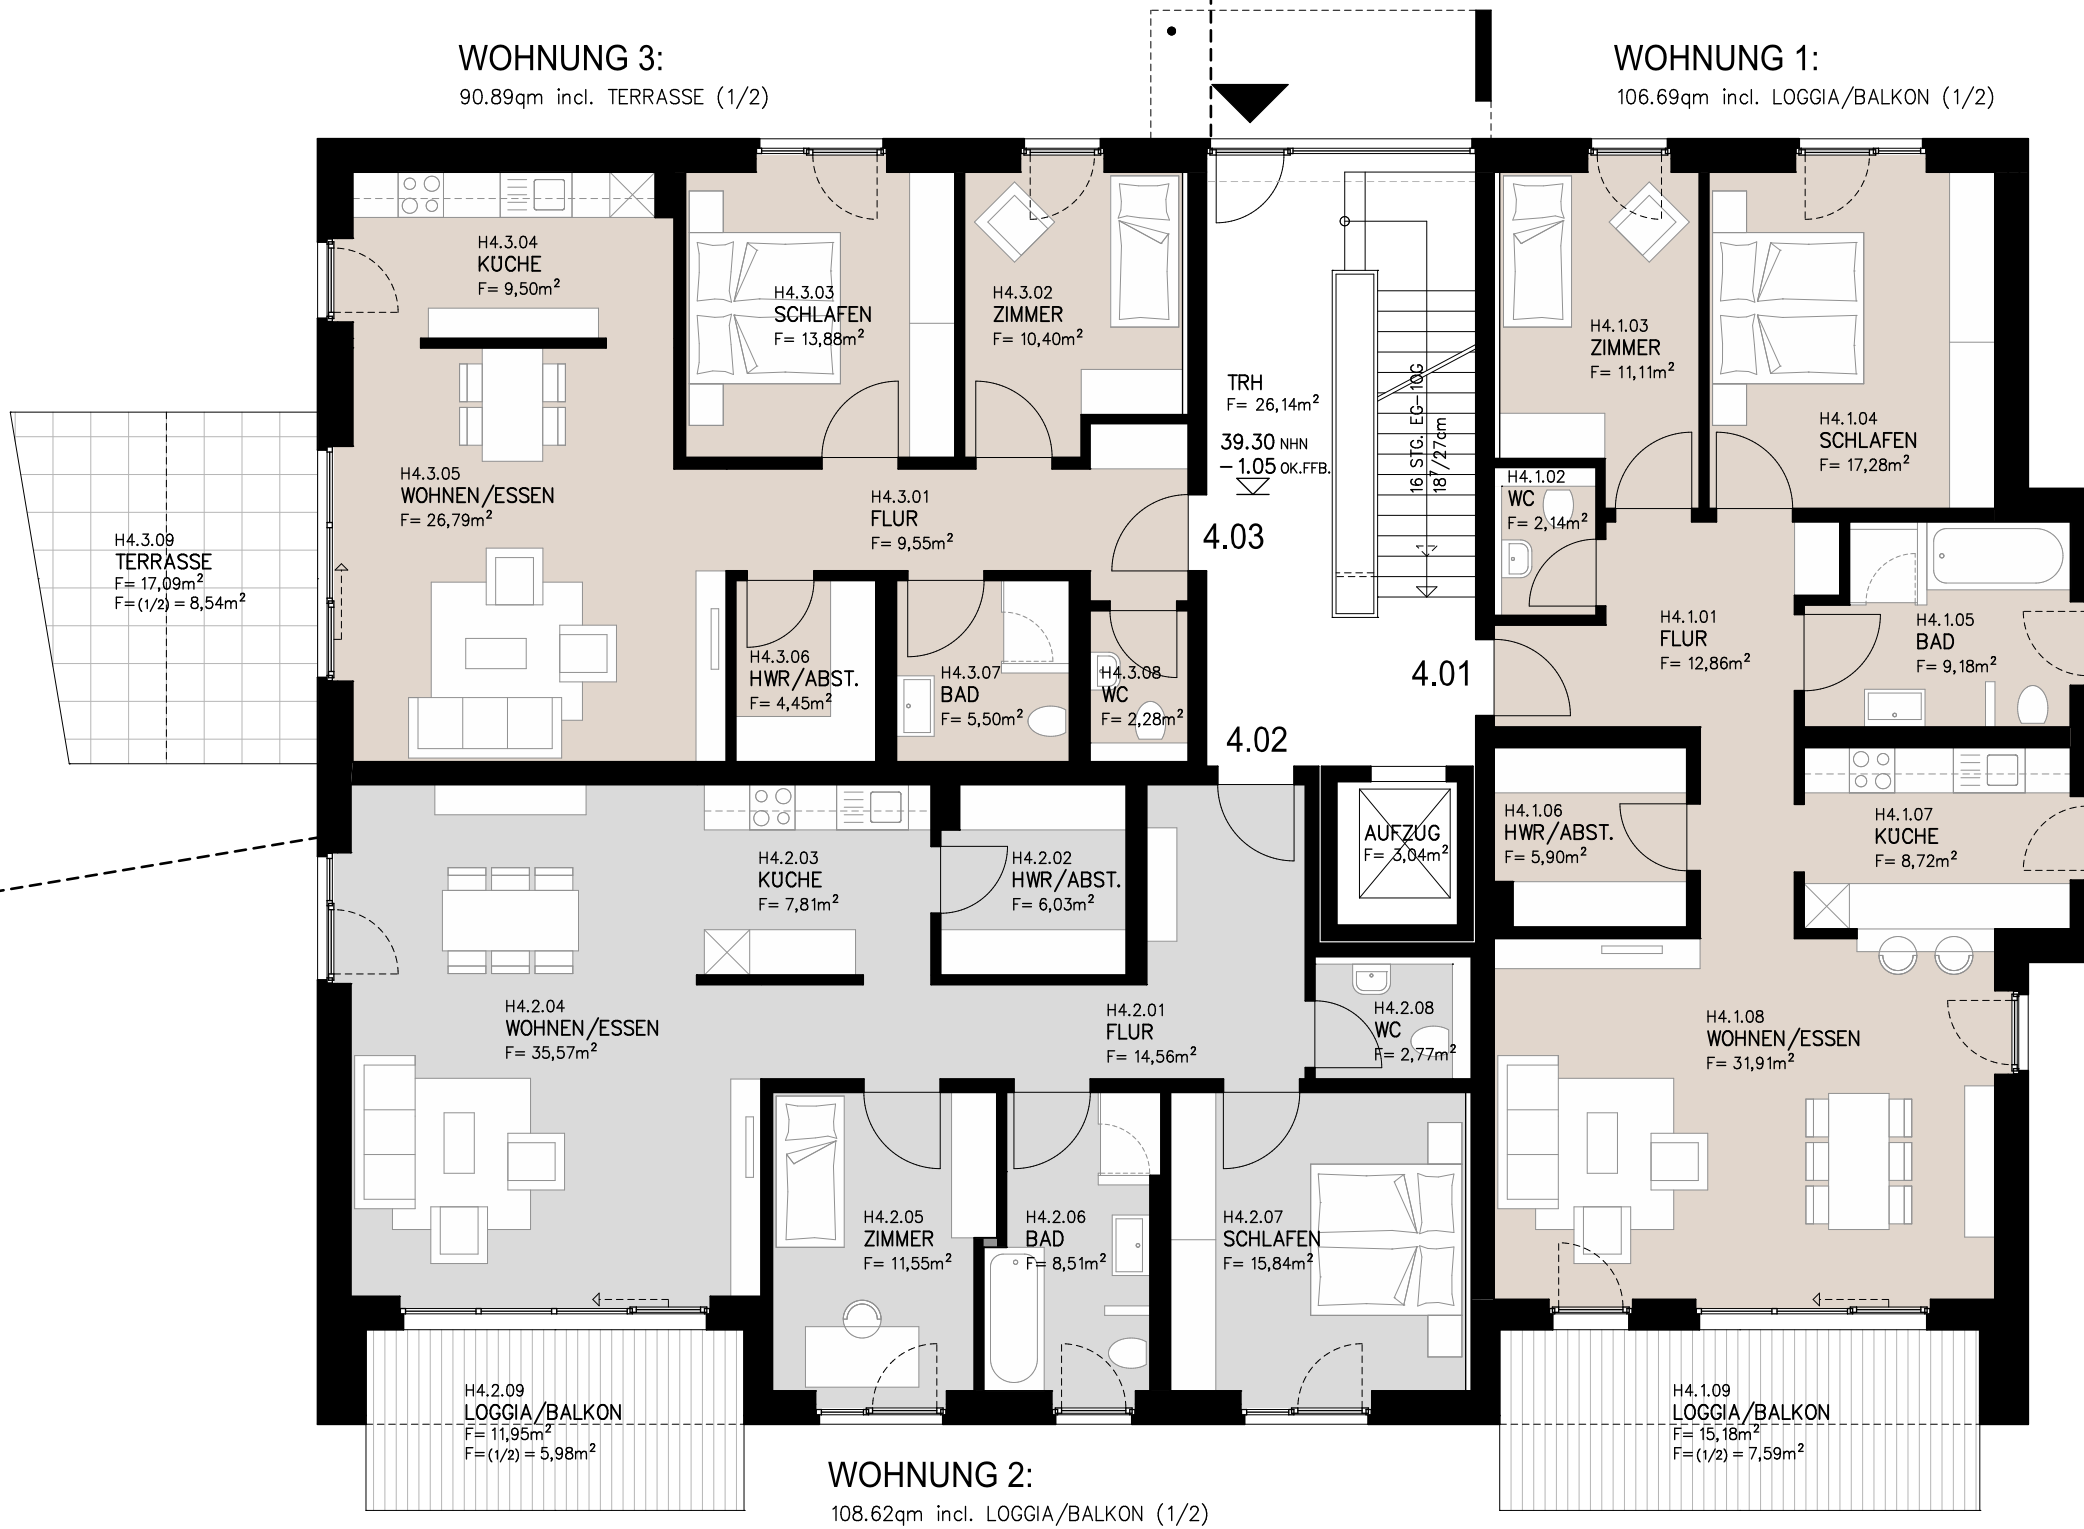 WOHNUNG 3:
90.89qm incl. TERRASSE (1/2)
WOHNUNG 1:
106.69qm incl. LOGGIA/BALKON (1/2)
H4.3.04
KÜCHE
F= 9,50m²
H4.3.03
SCHLAFEN
F= 13,88m²
H4.3.02
ZIMMER
F= 10,40m²
TRH
F= 26,14m²
39.30 NHN
-1.05 OK.FFB.
16 STG. EG-1OG
18⁷/27cm
H4.1.03
ZIMMER
F= 11,11m²
H4.1.04
SCHLAFEN
F= 17,28m²
H4.3.05
WOHNEN/ESSEN
F= 26,79m²
H4.3.01
FLUR
F= 9,55m²
4.03
H4.1.02
WC
F= 2,14m²
H4.3.09
TERRASSE
F= 17,09m²
F=(1/2) = 8,54m²
H4.3.06
HWR/ABST.
F= 4,45m²
H4.3.07
BAD
F= 5,50m²
H4.3.08
WC
F= 2,28m²
4.01
H4.1.01
FLUR
F= 12,86m²
H4.1.05
BAD
F= 9,18m²
4.02
AUFZUG
F= 3,04m²
H4.1.06
HWR/ABST.
F= 5,90m²
H4.1.07
KÜCHE
F= 8,72m²
H4.2.03
KÜCHE
F= 7,81m²
H4.2.02
HWR/ABST.
F= 6,03m²
H4.2.04
WOHNEN/ESSEN
F= 35,57m²
H4.2.01
FLUR
F= 14,56m²
H4.2.08
WC
F= 2,77m²
H4.1.08
WOHNEN/ESSEN
F= 31,91m²
H4.2.05
ZIMMER
F= 11,55m²
H4.2.06
BAD
F= 8,51m²
H4.2.07
SCHLAFEN
F= 15,84m²
H4.2.09
LOGGIA/BALKON
F= 11,95m²
F=(1/2) = 5,98m²
H4.1.09
LOGGIA/BALKON
F= 15,18m²
F=(1/2) = 7,59m²
WOHNUNG 2:
108.62qm incl. LOGGIA/BALKON (1/2)